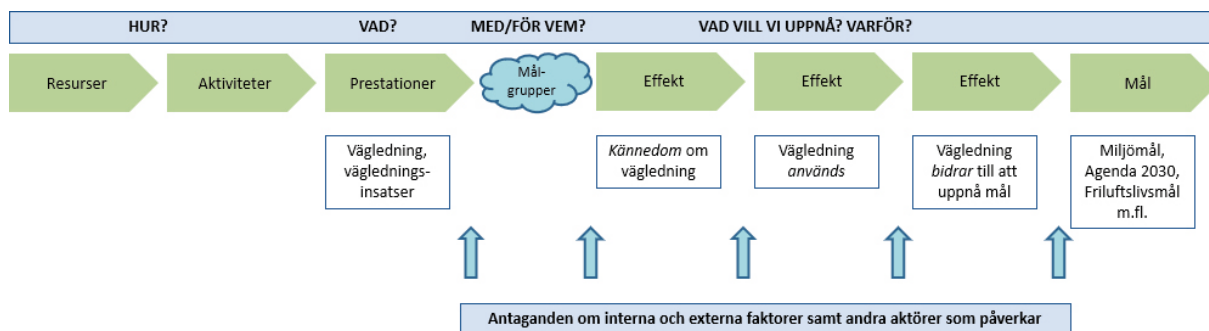 HUR? VAD? MED/FÖR VEM? VAD VILL VI UPPNÅ? VARFÖR?
Resurser
Aktiviteter
Prestationer
Mål-
grupper
Effekt
Effekt
Effekt
Mål
Vägledning,
väglednings-
insatser
Kännedom om
vägledning
Vägledning
används
Vägledning
bidrar till att
uppnå mål
Miljömål,
Agenda 2030,
Friluftslivsmål
m.fl.
Antaganden om interna och externa faktorer samt andra aktörer som påverkar